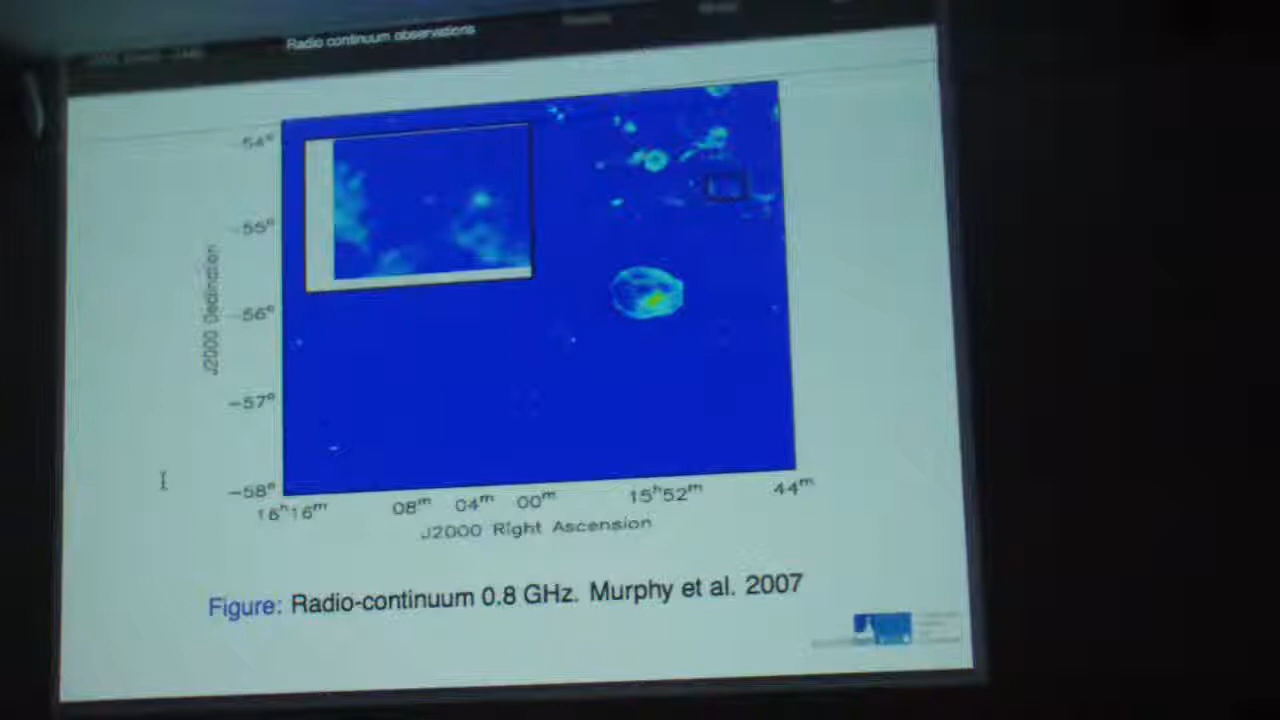 Radio continuum observations
-54°
-55°
-56°
-57°
-58°
J2000 Declination
16ʰ16ᵐ 08ᵐ 04ᵐ 00ᵐ 15ʰ52ᵐ 44ᵐ
J2000 Right Ascension
Figure: Radio-continuum 0.8 GHz. Murphy et al. 2007